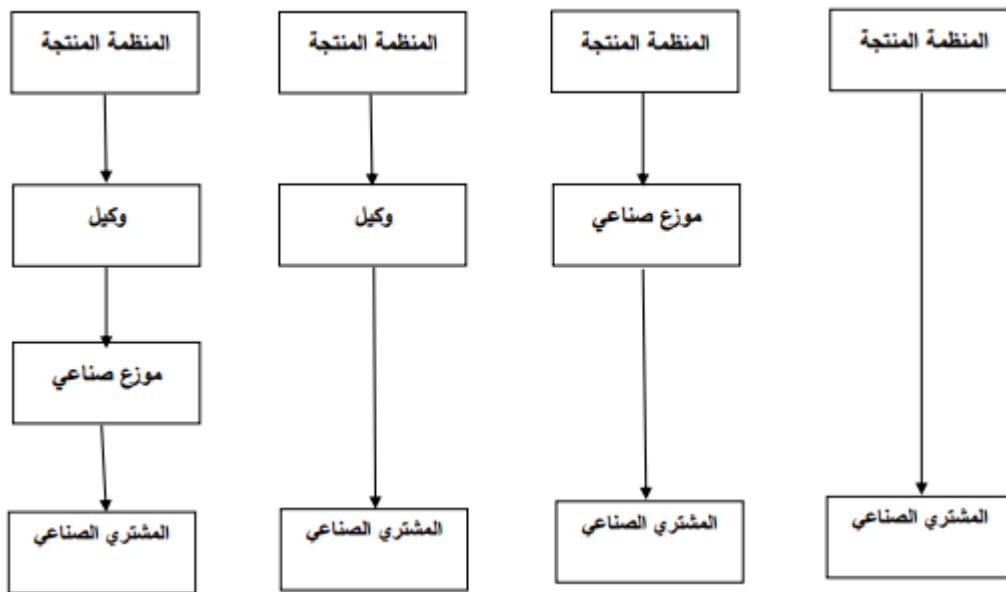 المنظمة المنتجة
المنظمة المنتجة
المنظمة المنتجة
المنظمة المنتجة
موزع صناعي
وكيل
وكيل
موزع صناعي
المشتري الصناعي
المشتري الصناعي
المشتري الصناعي
المشتري الصناعي